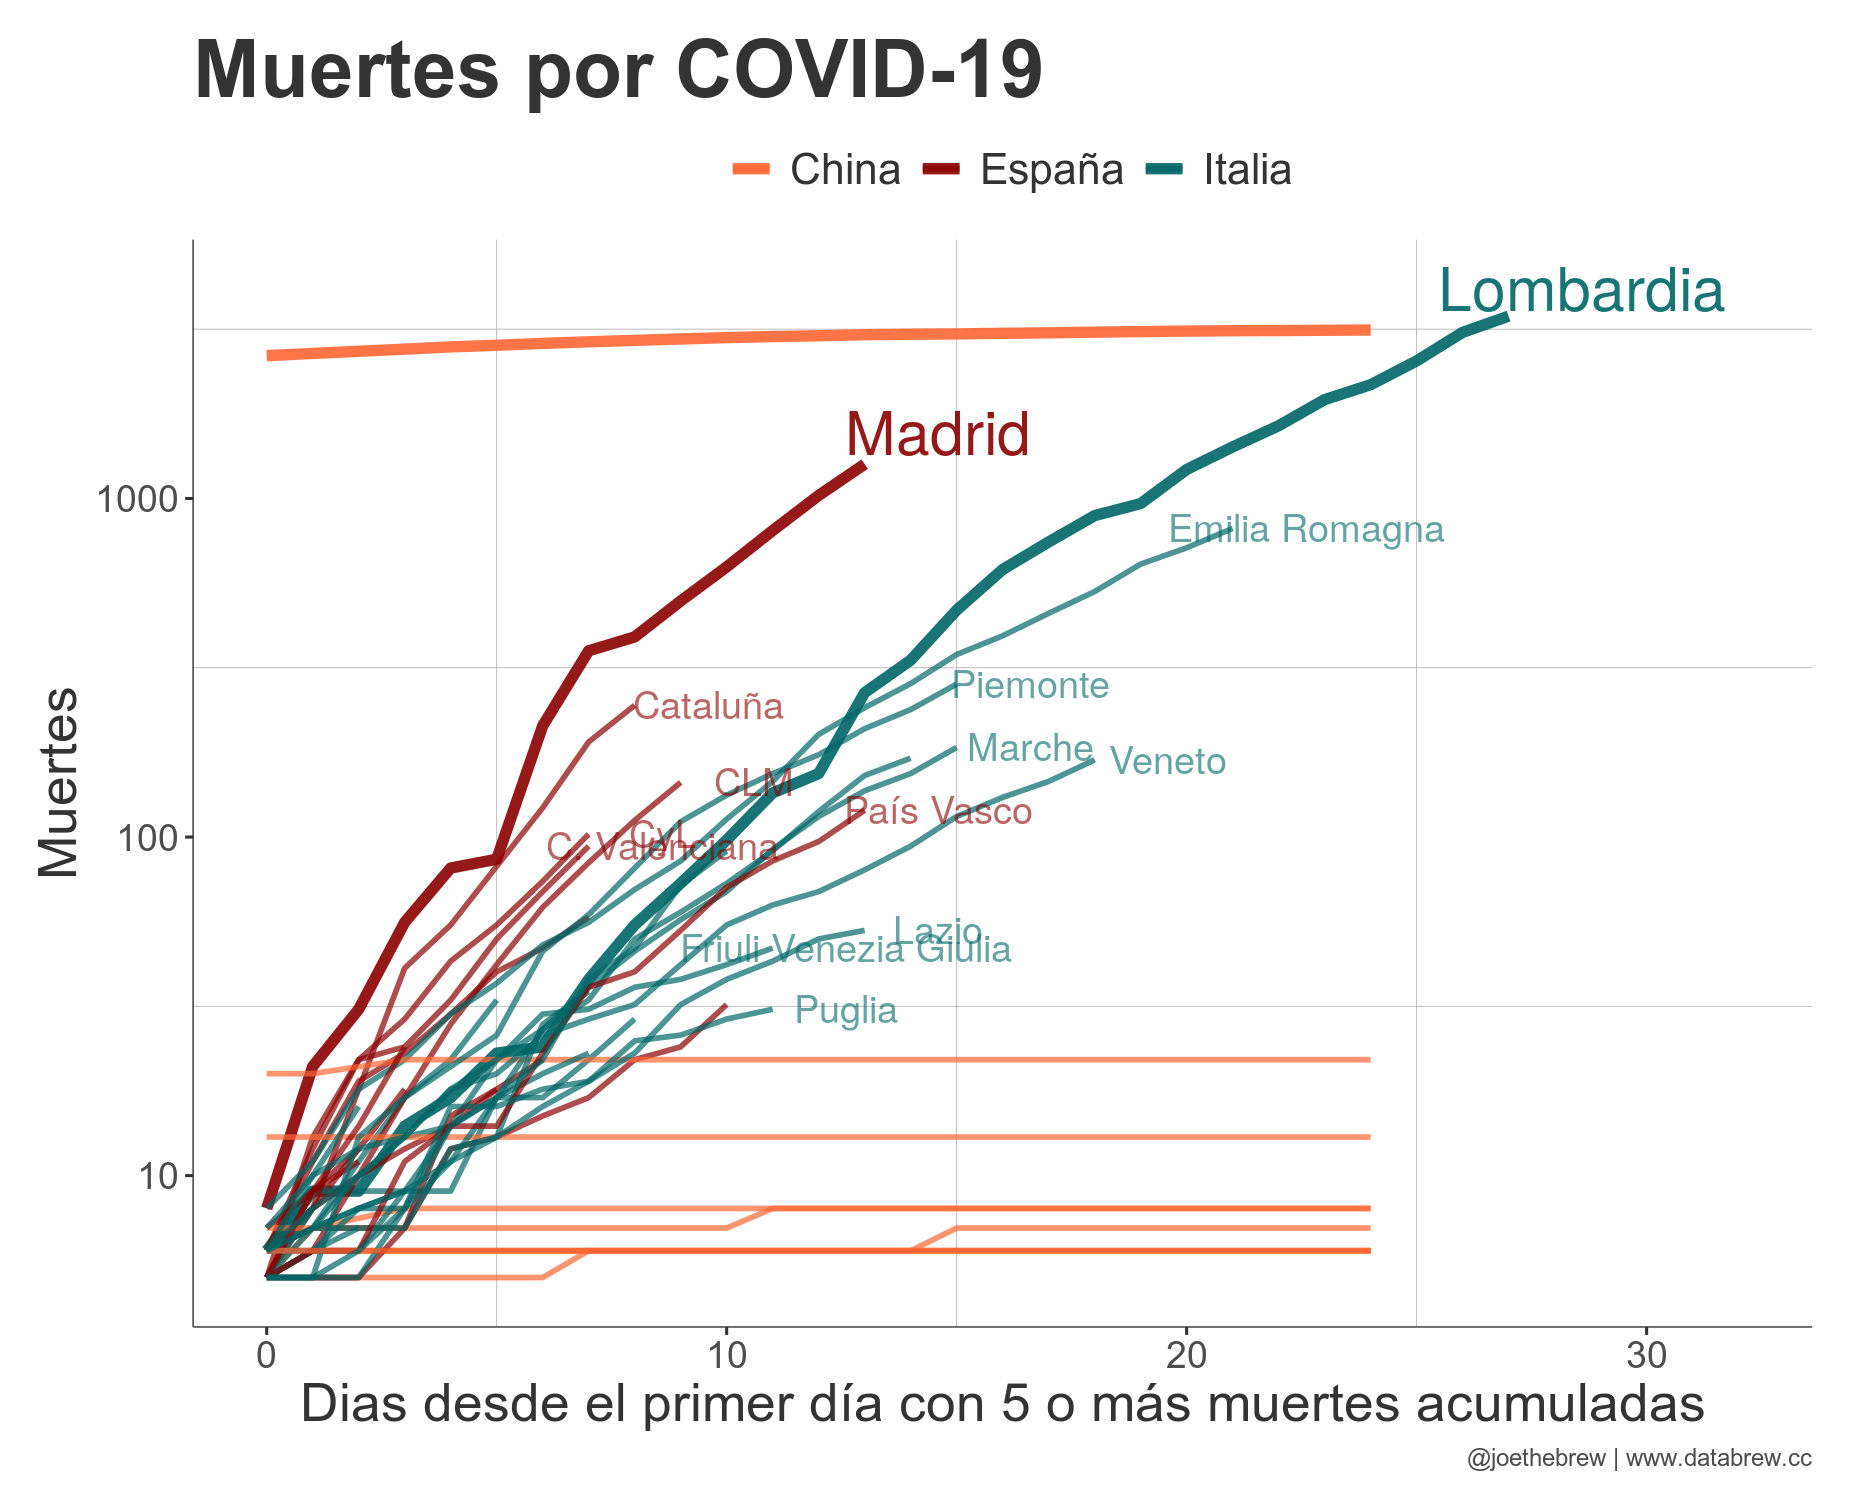 Muertes por COVID-19
China España Italia
Lombardia
Madrid
1000
Emilia Romagna
Piemonte
Cataluña
Marche
Veneto
CLM
País Vasco
CyL
C. Valenciana
100
Lazio
Friuli Venezia Giulia
Puglia
10
Muertes
0 10 20 30
Dias desde el primer día con 5 o más muertes acumuladas
@joethebrew | www.databrew.cc